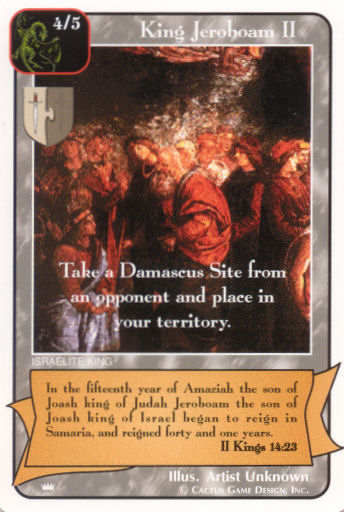 4/5
King Jeroboam II
Take a Damascus Site from
an opponent and place in
your territory.
ISRAELITE KING
In the fifteenth year of Amaziah the son of
Joash king of Judah Jeroboam the son of
Joash king of Israel began to reign in
Samaria, and reigned forty and one years.
II Kings 14:23
Illus. Artist Unknown
© Cactus Game Design, Inc.